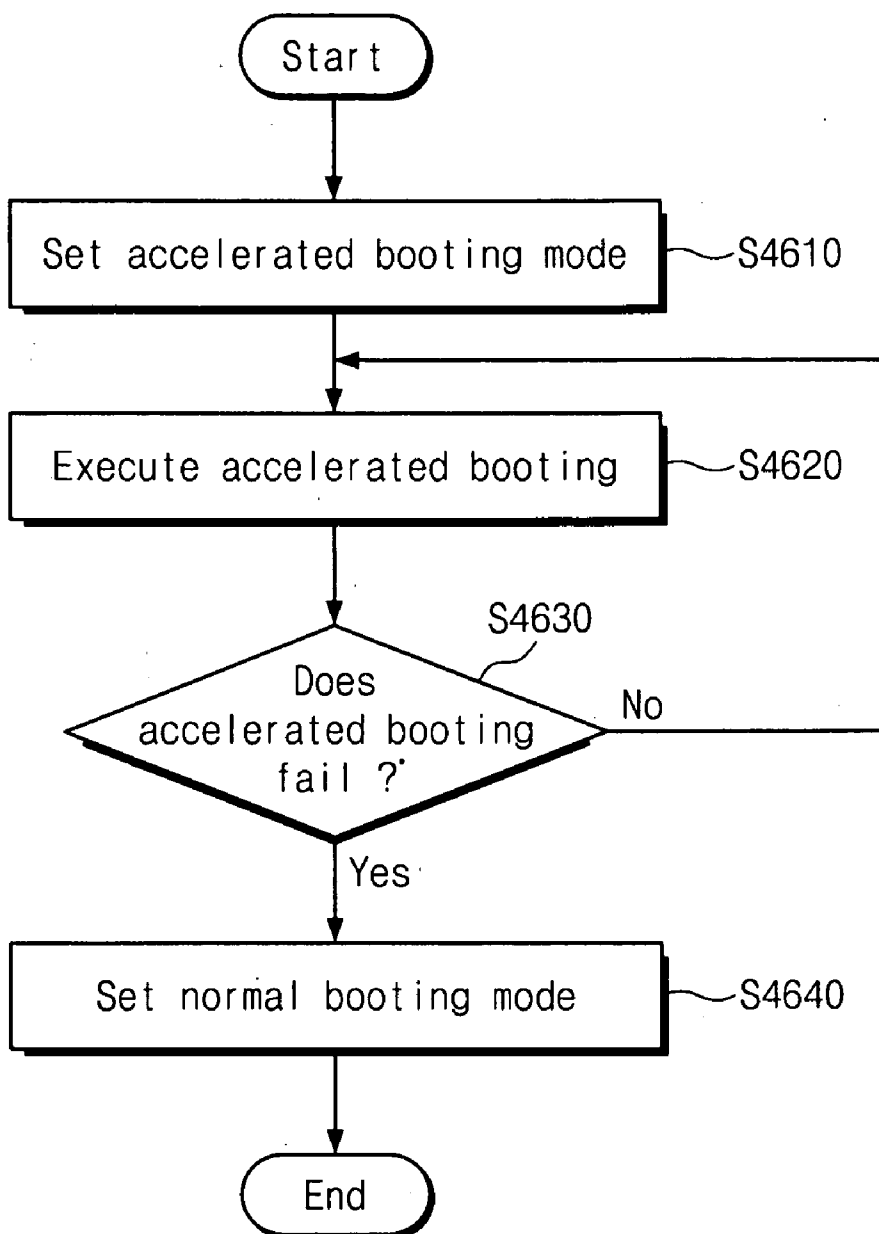 Start
Set accelerated booting mode
S4610
Execute accelerated booting
S4620
S4630
Does
accelerated booting
fail ?
No
Yes
Set normal booting mode
S4640
End